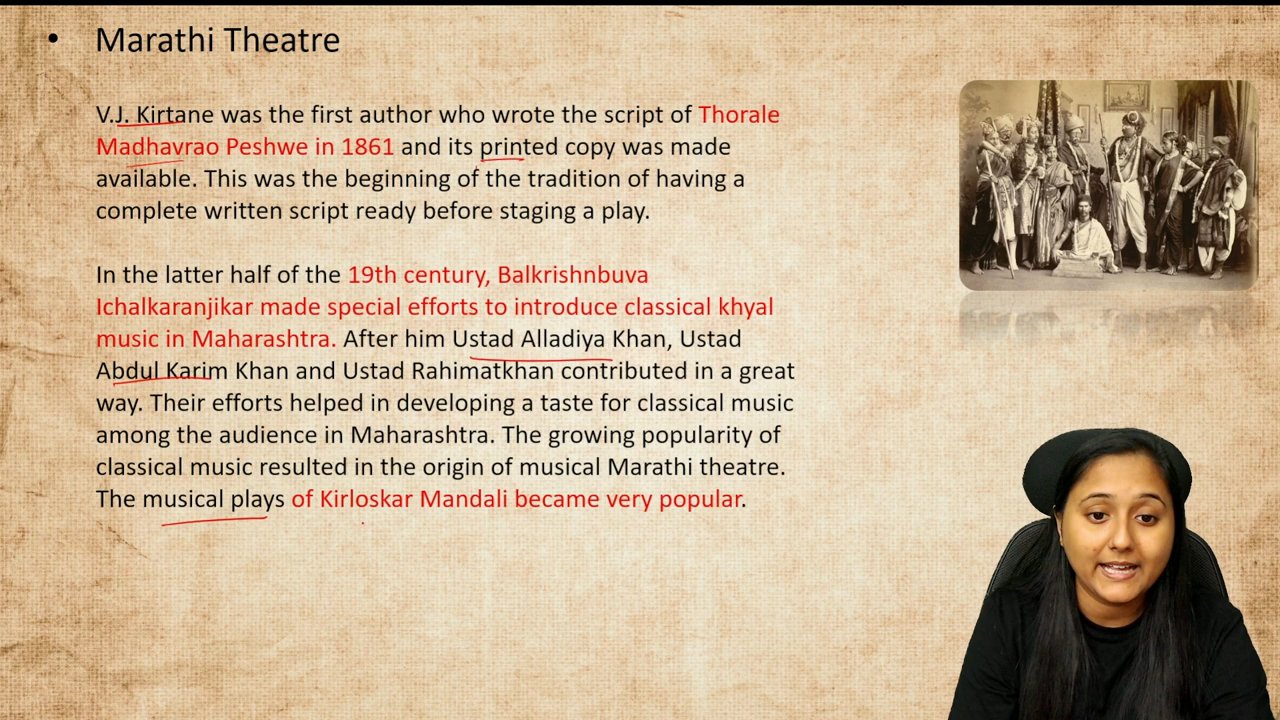 • Marathi Theatre
V.J. Kirtane was the first author who wrote the script of Thorale
Madhavrao Peshwe in 1861 and its printed copy was made
available. This was the beginning of the tradition of having a
complete written script ready before staging a play.
In the latter half of the 19th century, Balkrishnbuva
Ichalkaranjikar made special efforts to introduce classical khyal
music in Maharashtra. After him Ustad Alladiya Khan, Ustad
Abdul Karim Khan and Ustad Rahimatkhan contributed in a great
way. Their efforts helped in developing a taste for classical music
among the audience in Maharashtra. The growing popularity of
classical music resulted in the origin of musical Marathi theatre.
The musical plays of Kirloskar Mandali became very popular.